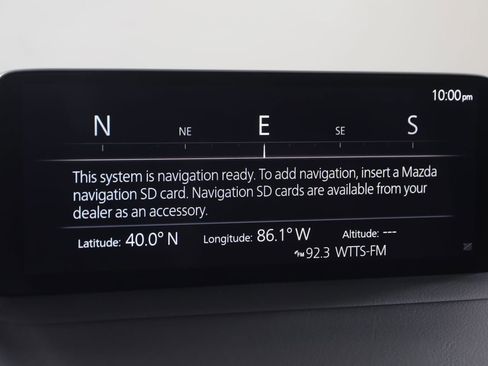 10:00pm
N NE E SE S
This system is navigation ready. To add navigation, insert a Mazda
navigation SD card. Navigation SD cards are available from your
dealer as an accessory.
Latitude: 40.0° N Longitude: 86.1° W Altitude: ---
FM 92.3 WTTS-FM